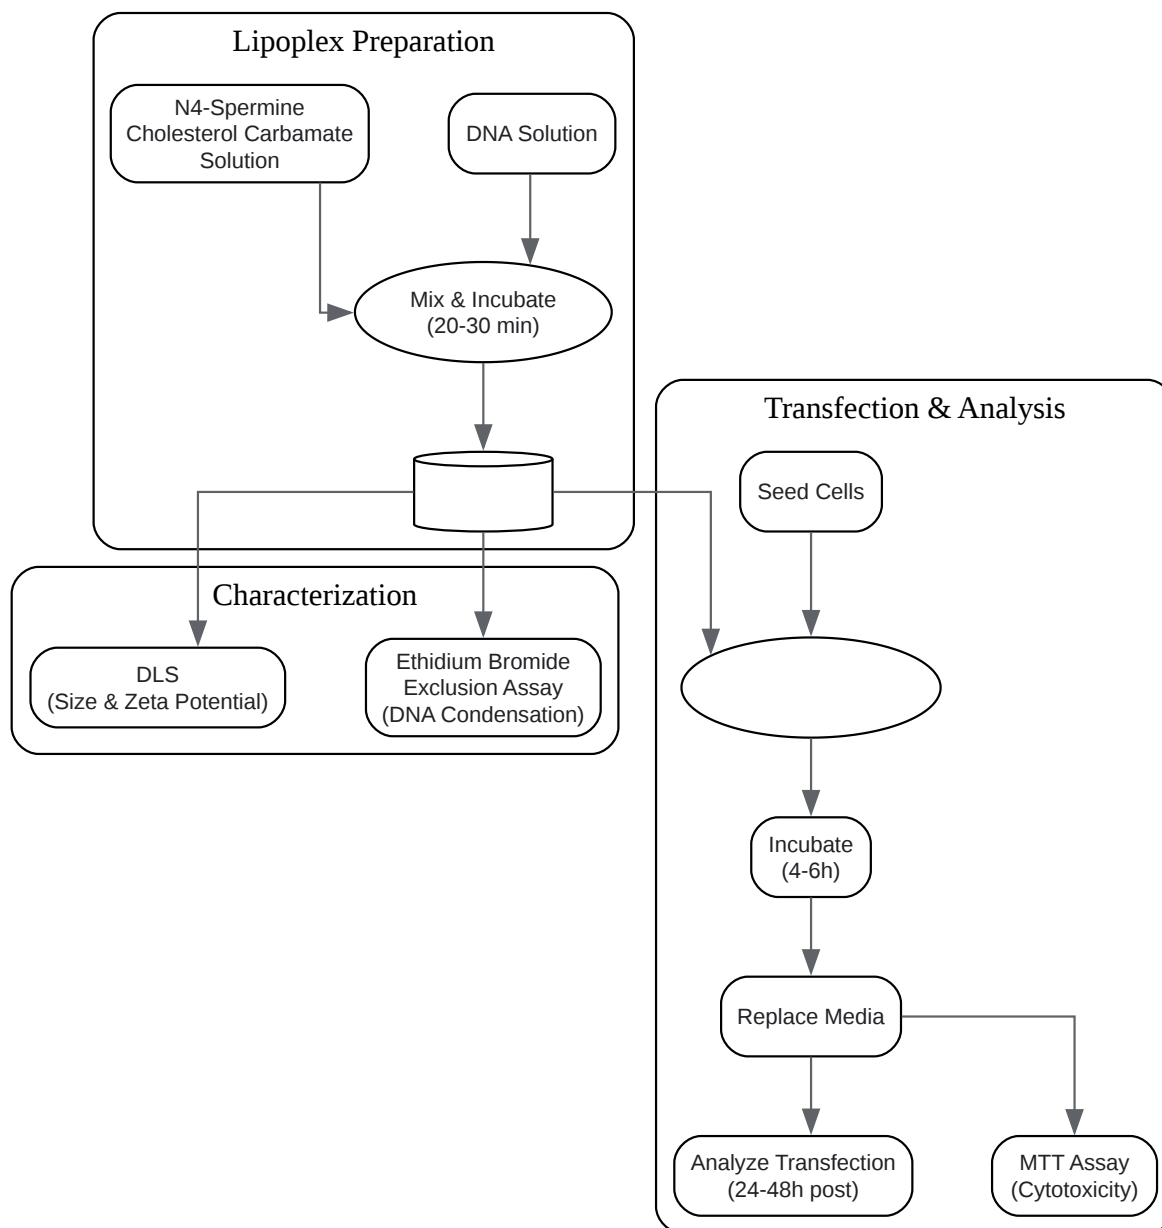 Lipoplex Preparation
N4-Spermine
Cholesterol Carbamate
Solution
DNA Solution
Mix & Incubate
(20-30 min)
Characterization
DLS
(Size & Zeta Potential)
Ethidium Bromide
Exclusion Assay
(DNA Condensation)
Transfection & Analysis
Seed Cells
Incubate
(4-6h)
Replace Media
Analyze Transfection
(24-48h post)
MTT Assay
(Cytotoxicity)